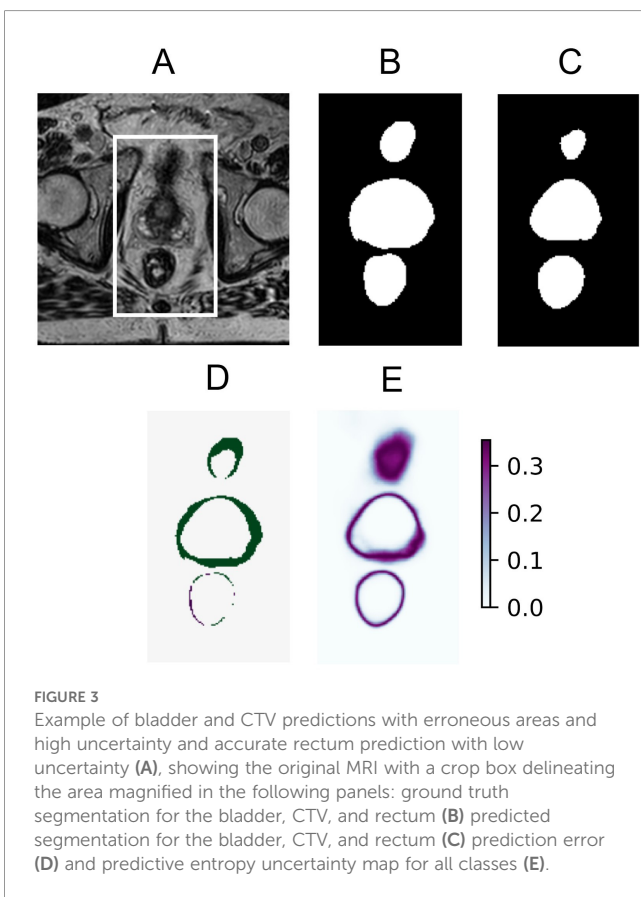 A
B
C
D
E
0.3
0.2
0.1
0.0
FIGURE 3
Example of bladder and CTV predictions with erroneous areas and
high uncertainty and accurate rectum prediction with low
uncertainty (A), showing the original MRI with a crop box delineating
the area magnified in the following panels: ground truth
segmentation for the bladder, CTV, and rectum (B) predicted
segmentation for the bladder, CTV, and rectum (C) prediction error
(D) and predictive entropy uncertainty map for all classes (E).